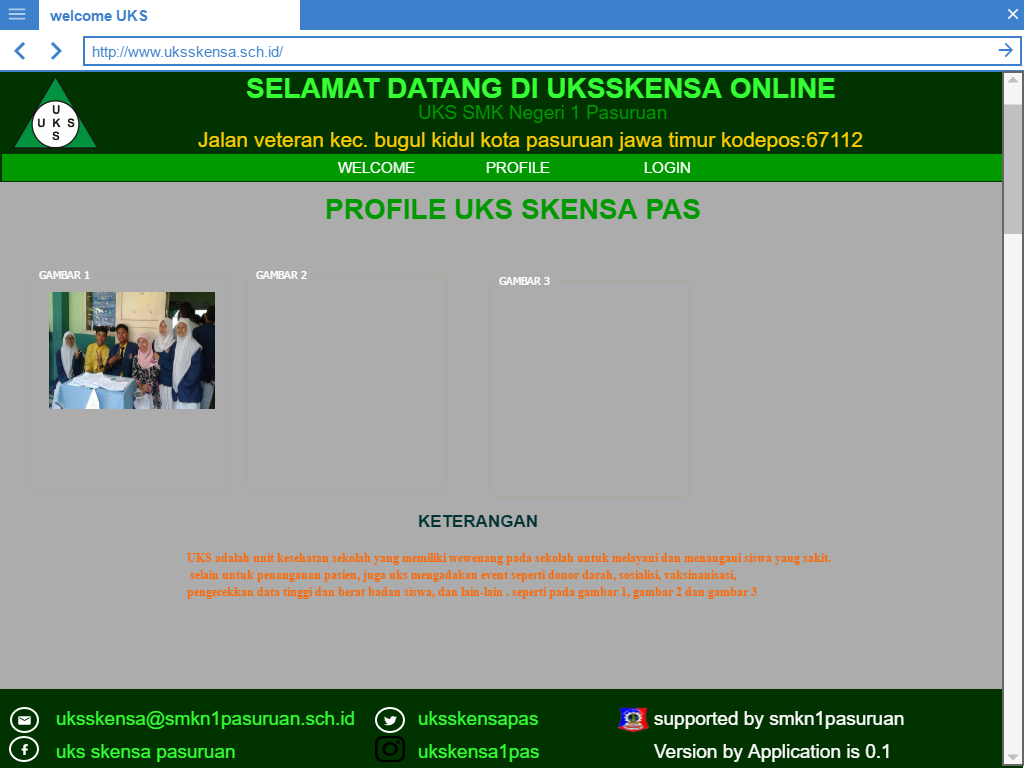 welcome UKS
http://www.uksskensa.sch.id/
SELAMAT DATANG DI UKSSKENSA ONLINE
UKS SMK Negeri 1 Pasuruan
Jalan veteran kec. bugul kidul kota pasuruan jawa timur kodepos:67112
U
U K S
S
WELCOME PROFILE LOGIN
PROFILE UKS SKENSA PAS
GAMBAR 1 GAMBAR 2 GAMBAR 3
KETERANGAN
UKS adalah unit kesehatan sekolah yang memiliki wewenang pada sekolah untuk melayani dan menangani siswa yang sakit.
selain untuk penanganan pasien, juga uks mengadakan event seperti donor darah, sosialisi, vaksinanisasi,
pengecekkan data tinggi dan berat badan siswa, dan lain-lain . seperti pada gambar 1, gambar 2 dan gambar 3
uksskensa@smkn1pasuruan.sch.id uksskensapas supported by smkn1pasuruan
uks skensa pasuruan ukskensa1pas Version by Application is 0.1